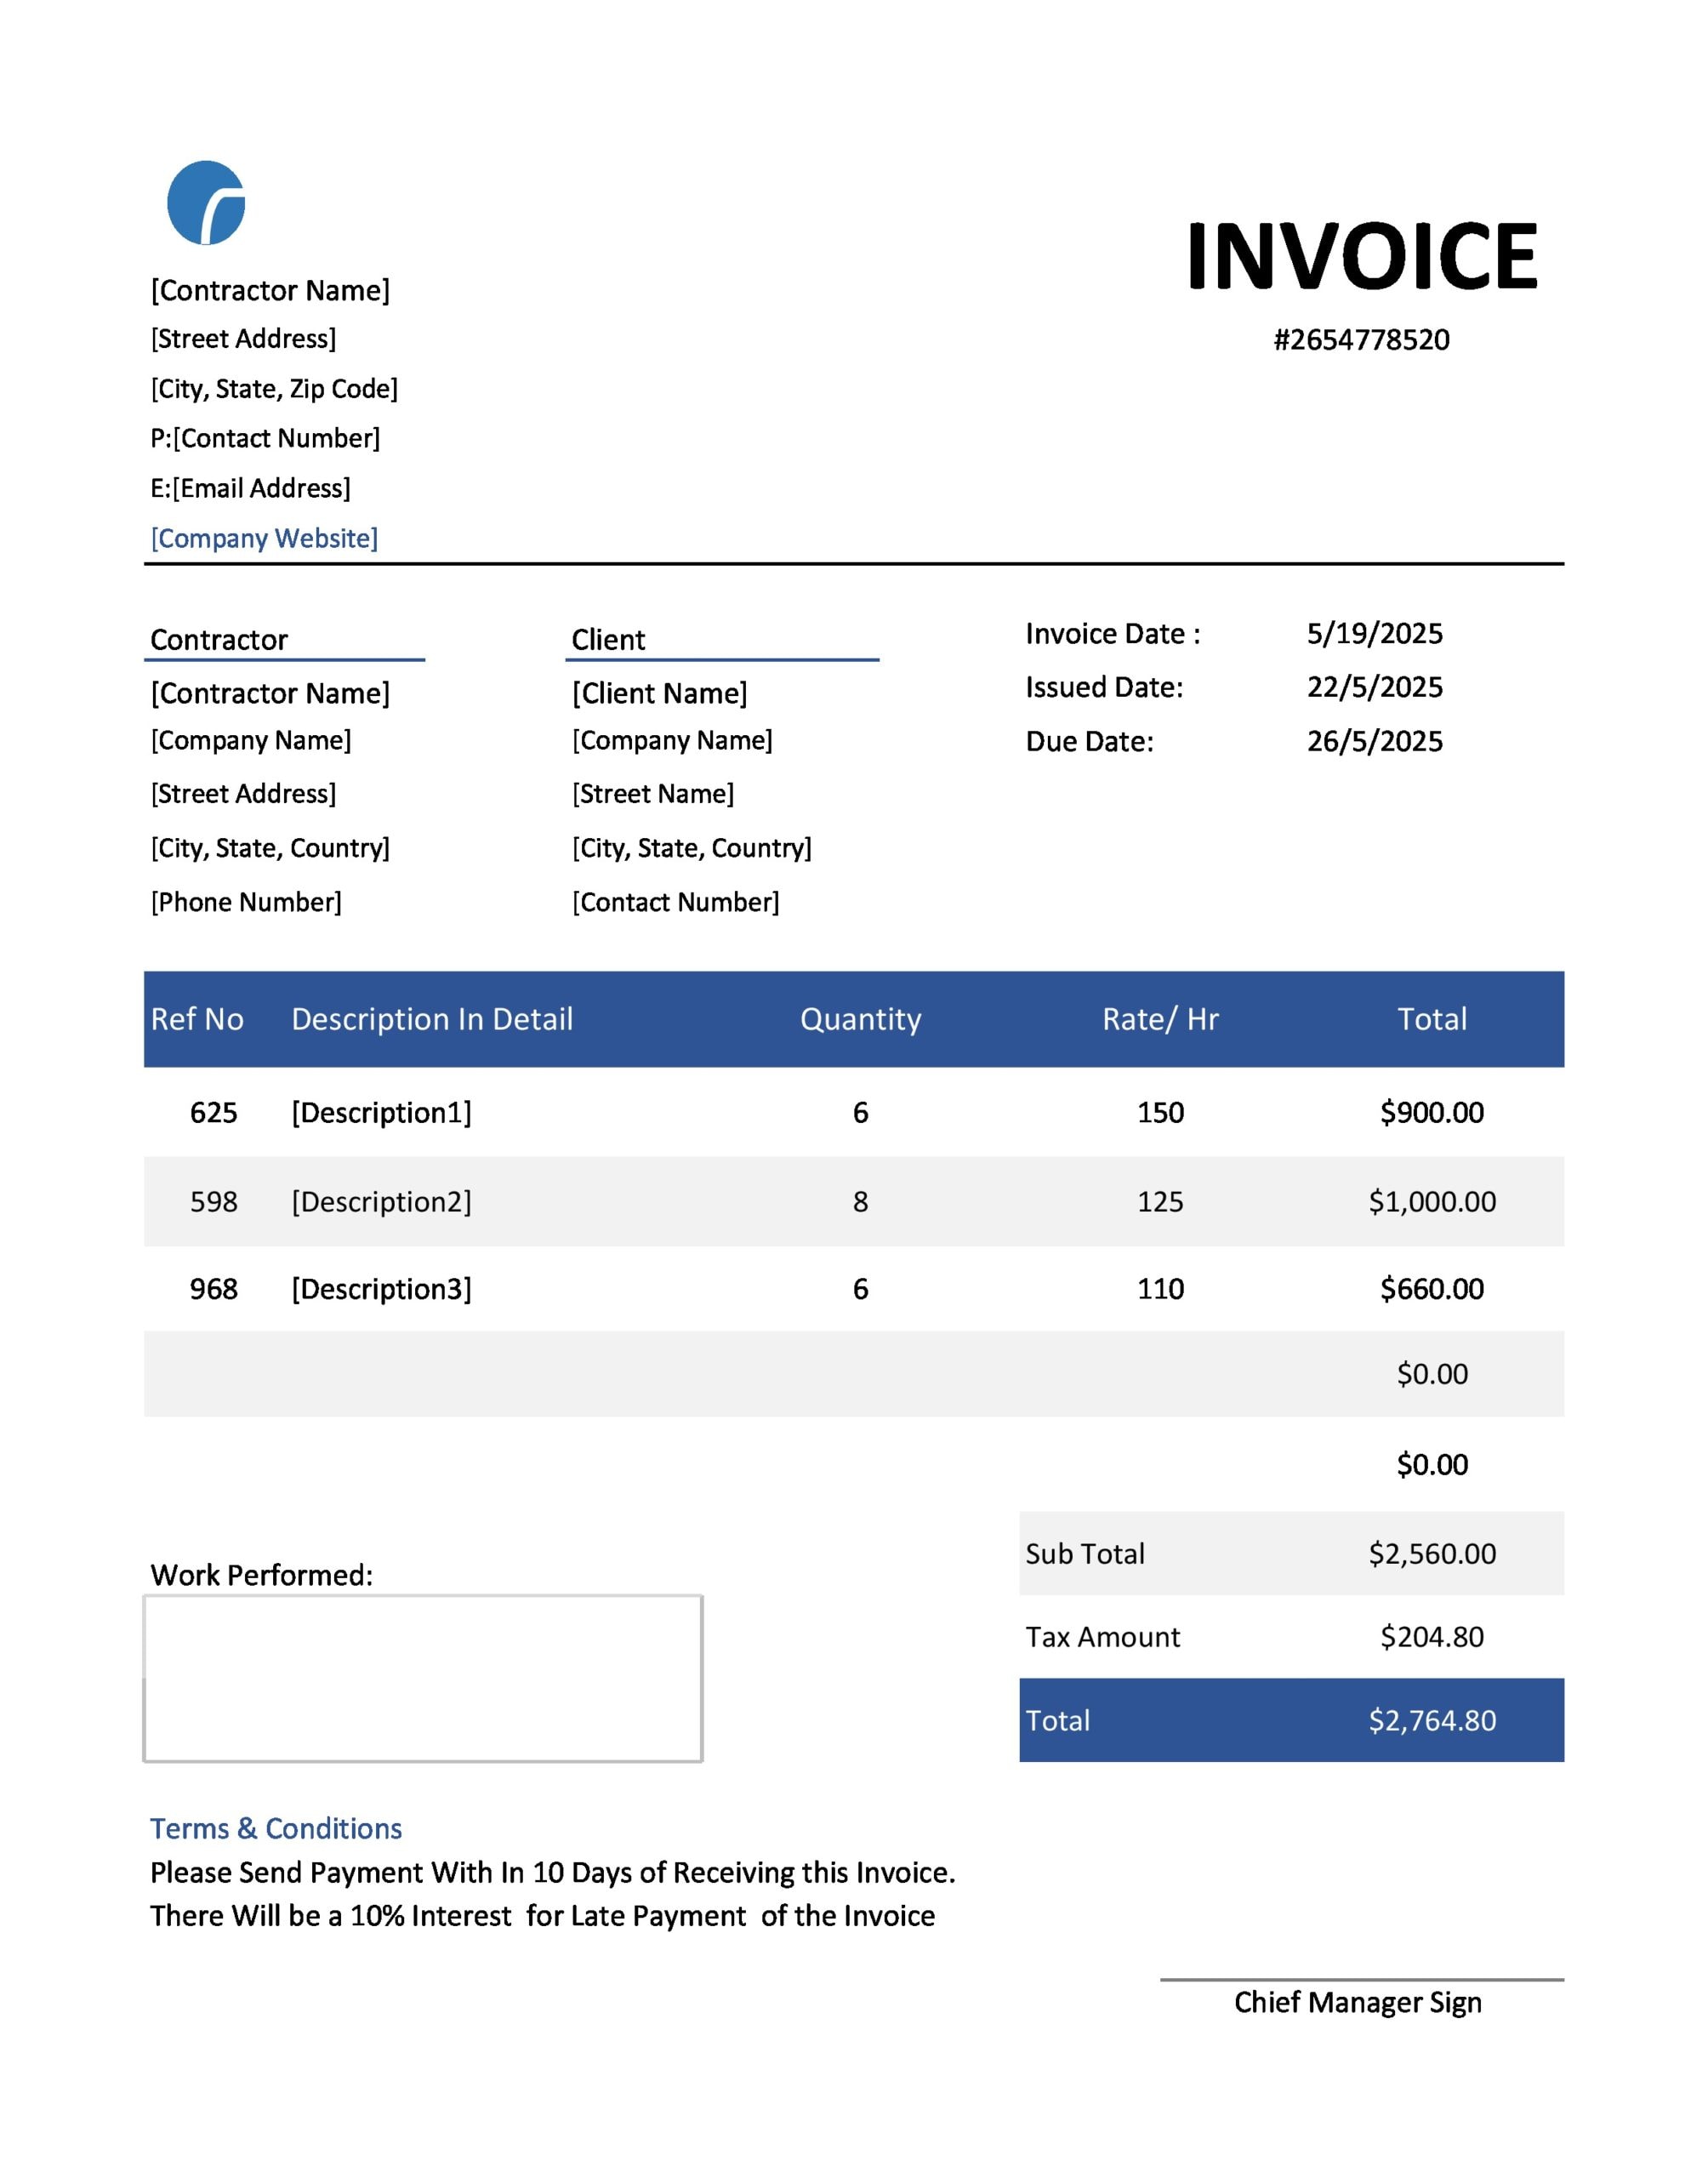 INVOICE
#2654778520
[Contractor Name]
[Street Address]
[City, State, Zip Code]
P:[Contact Number]
E:[Email Address]
[Company Website]
Contractor
[Contractor Name]
[Company Name]
[Street Address]
[City, State, Country]
[Phone Number]
Client
[Client Name]
[Company Name]
[Street Name]
[City, State, Country]
[Contact Number]
Invoice Date : 5/19/2025
Issued Date: 22/5/2025
Due Date: 26/5/2025
Ref No Description In Detail Quantity Rate/ Hr Total
625 [Description1] 6 150 $900.00
598 [Description2] 8 125 $1,000.00
968 [Description3] 6 110 $660.00
$0.00
$0.00
Sub Total $2,560.00
Tax Amount $204.80
Total $2,764.80
Work Performed:
Terms & Conditions
Please Send Payment With In 10 Days of Receiving this Invoice.
There Will be a 10% Interest  for Late Payment  of the Invoice
Chief Manager Sign